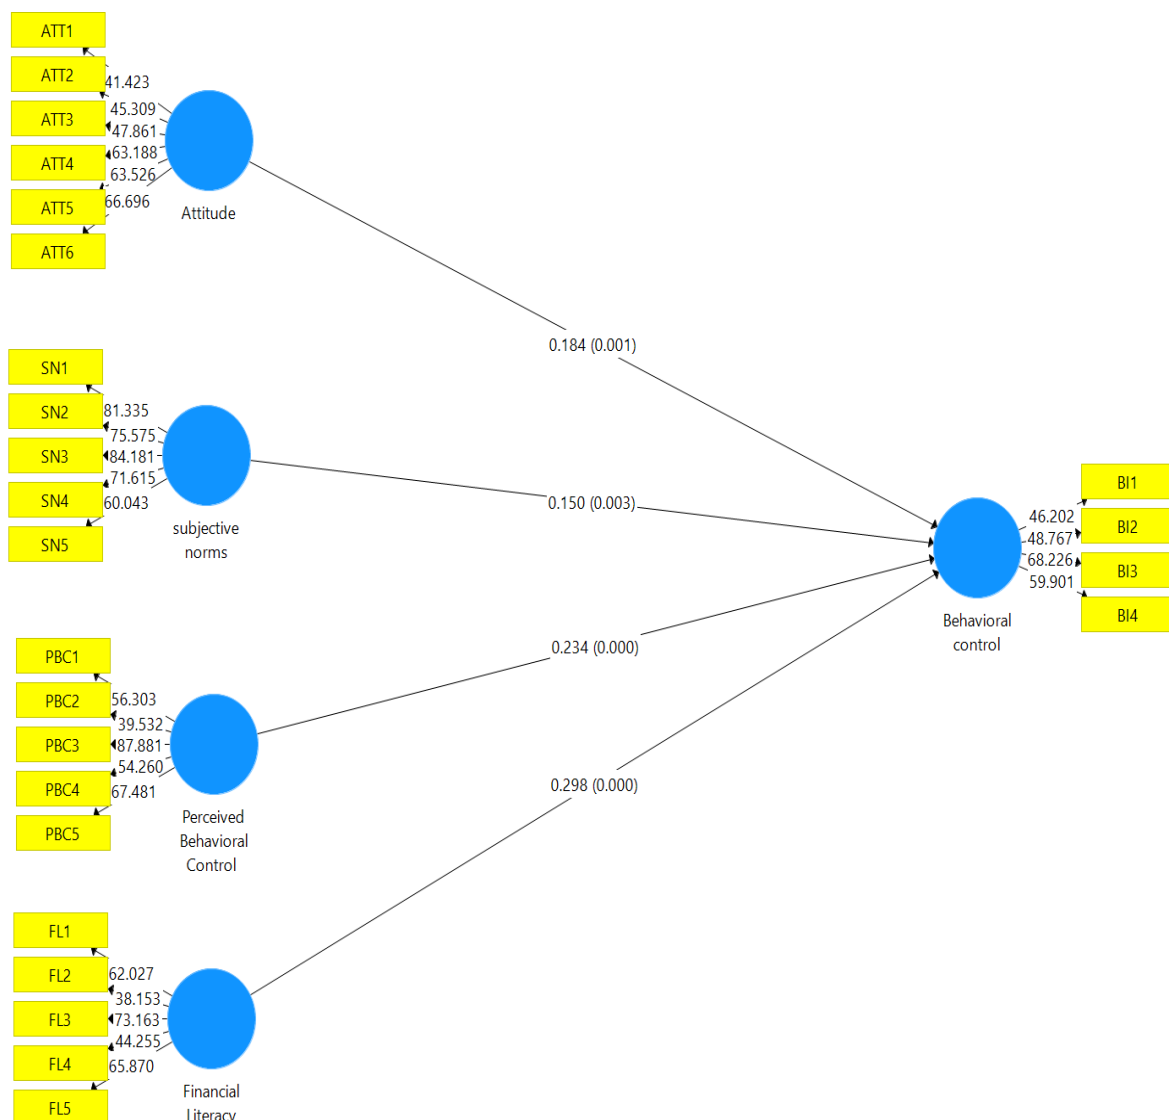 ATT1
ATT2
ATT3
ATT4
ATT5
ATT6
41.423
45.309
47.861
63.188
63.526
66.696
Attitude
0.184 (0.001)
SN1
SN2
SN3
SN4
SN5
81.335
75.575
84.181
71.615
60.043
subjective
norms
0.150 (0.003)
BI1
BI2
BI3
BI4
46.202
48.767
68.226
59.901
Behavioral
control
PBC1
PBC2
PBC3
PBC4
PBC5
56.303
39.532
87.881
54.260
67.481
Perceived
Behavioral
Control
0.234 (0.000)
0.298 (0.000)
FL1
FL2
FL3
FL4
FL5
62.027
38.153
73.163
44.255
65.870
Financial
Literacy